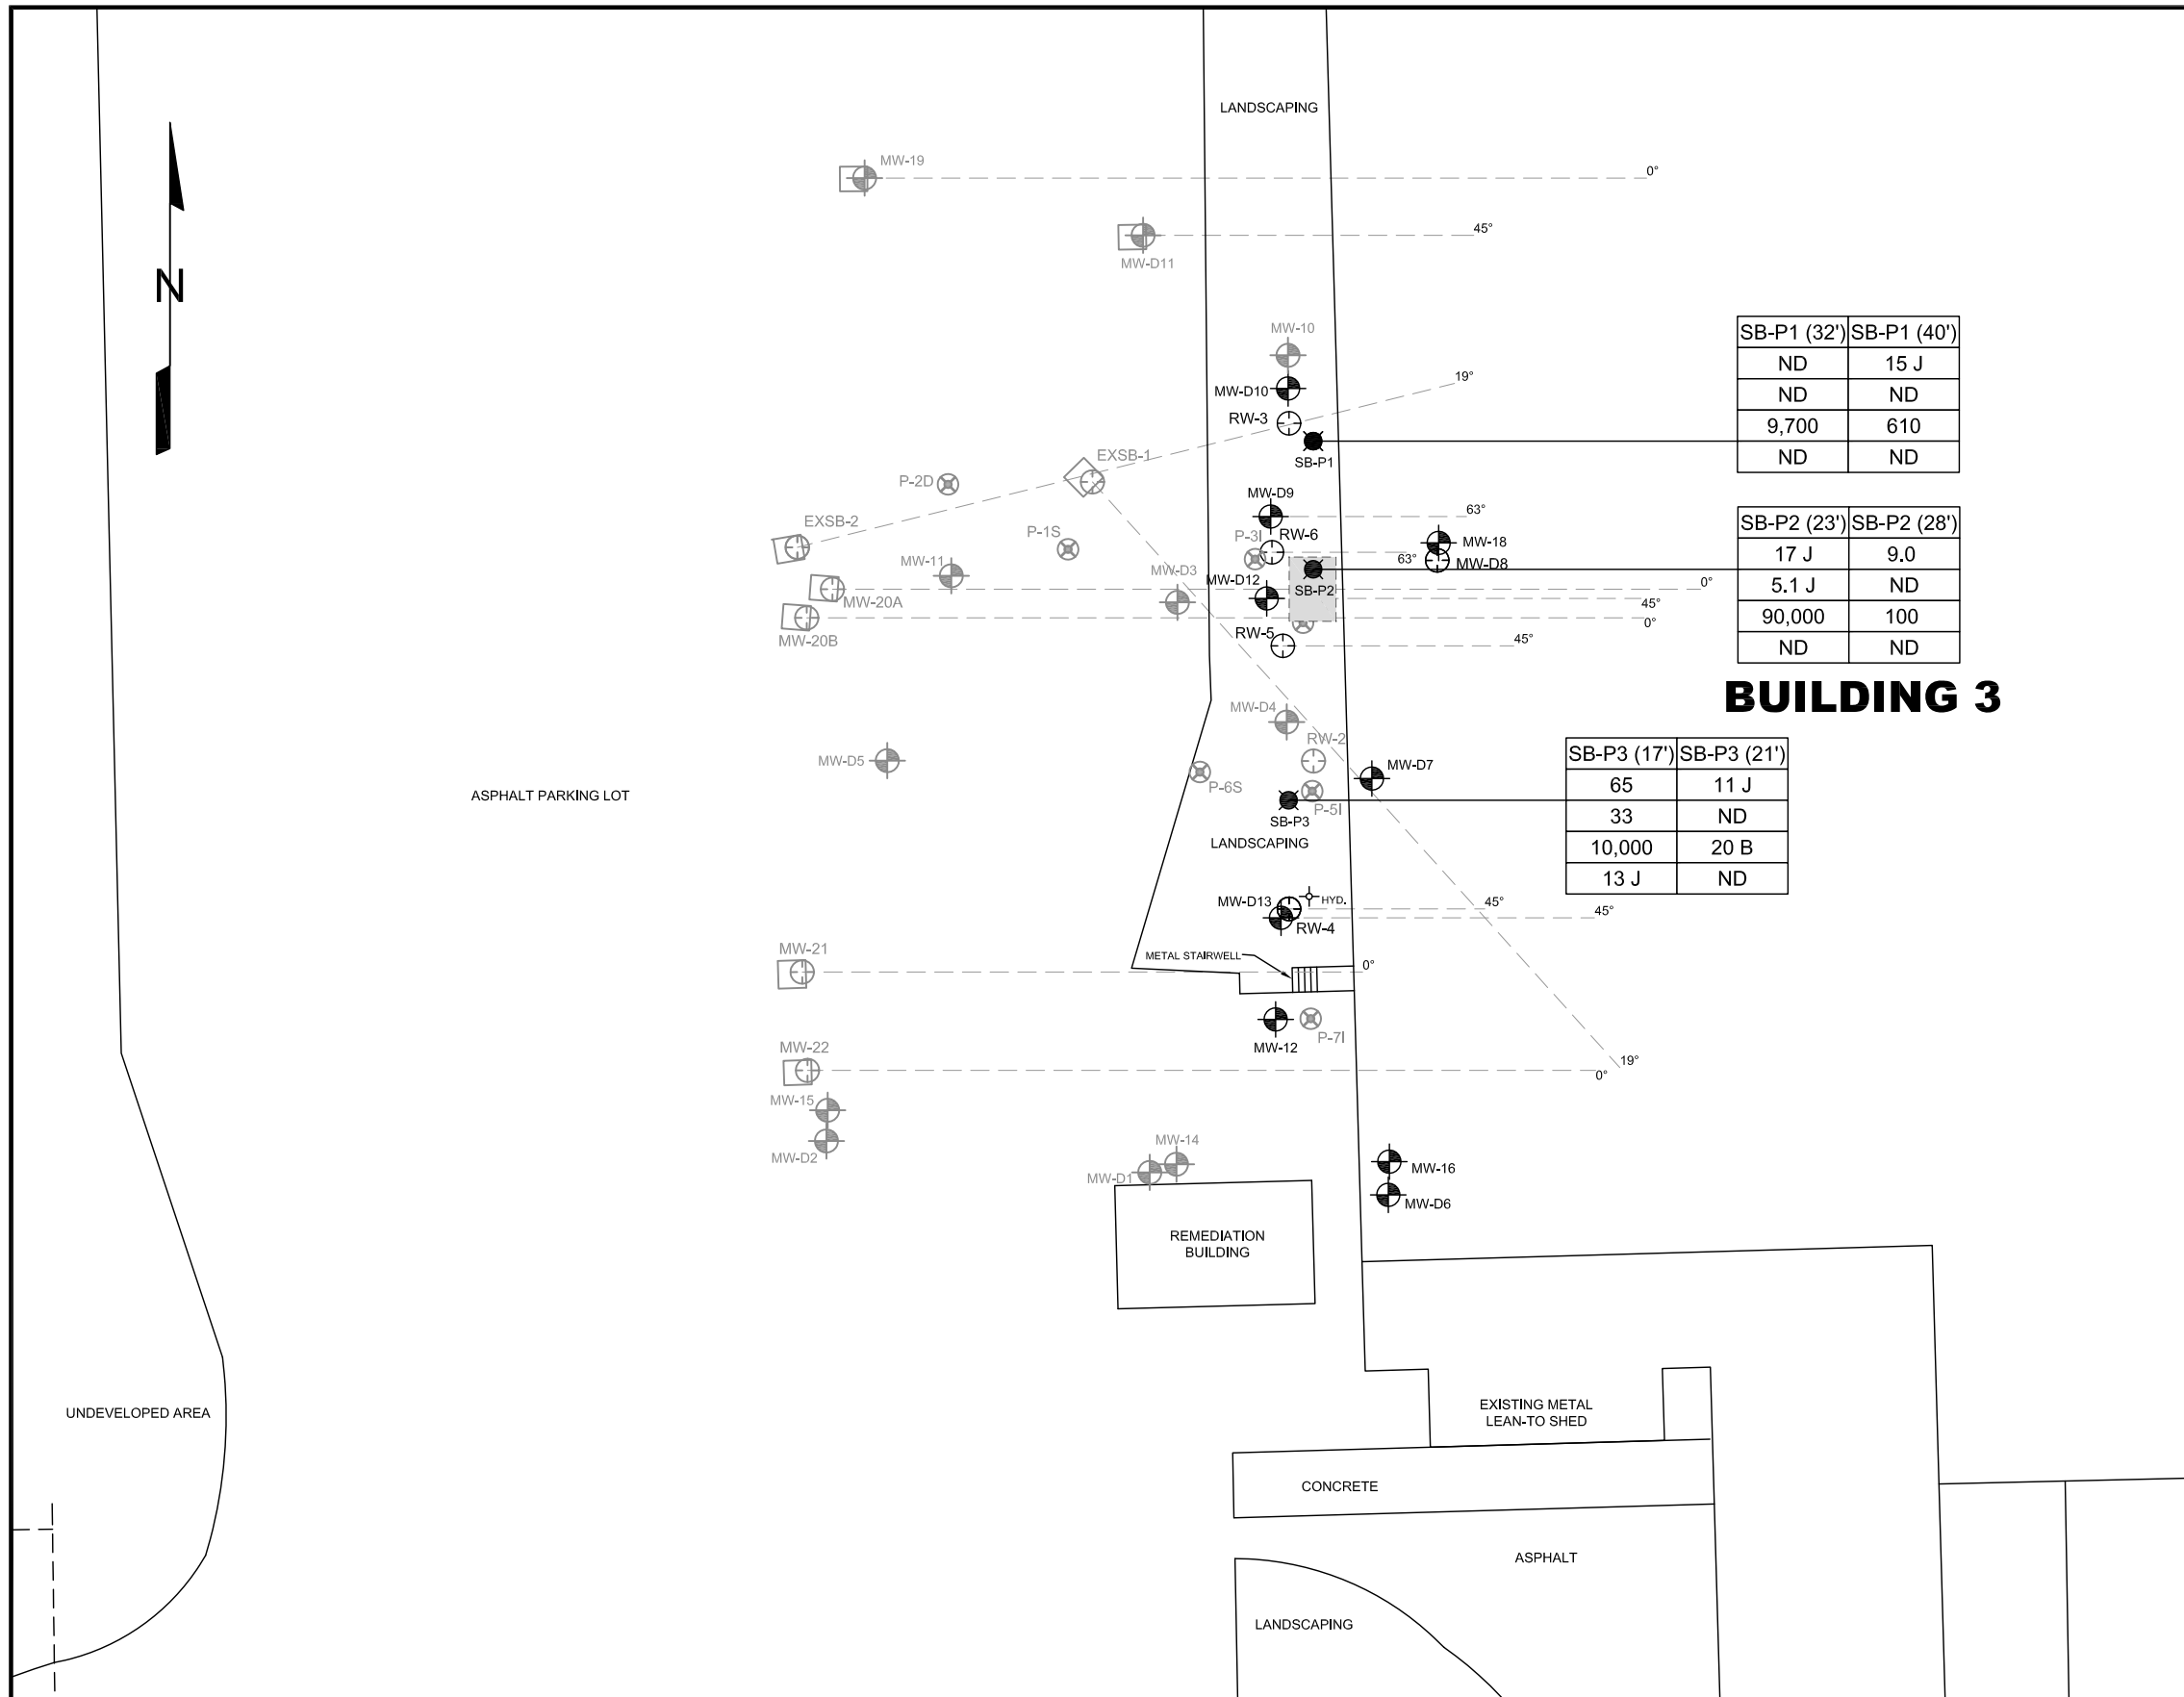 LANDSCAPING
MW-19
0°
45°
MW-D11
N
MW-10
MW-D10
19°
RW-3
SB-P1
SB-P1 (32') SB-P1 (40')
ND 15 J
ND ND
9,700 610
ND ND
EXSB-1
P-2D
MW-D9
63°
EXSB-2
P-1S
P-3I
RW-6
MW-18
63°
MW-D8
MW-11
MW-D3
MW-D12
SB-P2
0°
MW-20A
45°
0°
MW-20B
RW-5
45°
SB-P2 (23') SB-P2 (28')
17 J 9.0
5.1 J ND
90,000 100
ND ND
BUILDING 3
MW-D4
RW-2
MW-D5
MW-D7
P-6S
P-5I
SB-P3
ASPHALT PARKING LOT
LANDSCAPING
SB-P3 (17') SB-P3 (21')
65 11 J
33 ND
10,000 20 B
13 J ND
MW-D13
HYD.
45°
45°
RW-4
MW-21
METAL STAIRWELL
0°
MW-12
P-7I
MW-22
19°
0°
MW-15
MW-D2
MW-14
MW-D1
MW-16
MW-D6
REMEDIATION
BUILDING
UNDEVELOPED AREA
EXISTING METAL
LEAN-TO SHED
CONCRETE
ASPHALT
LANDSCAPING